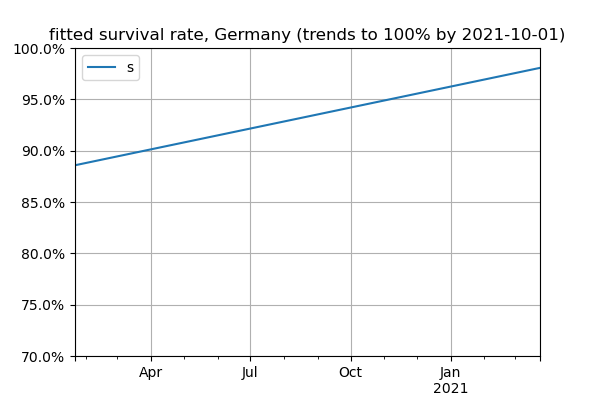 fitted survival rate, Germany (trends to 100% by 2021-10-01)
100.0%
s
95.0%
90.0%
85.0%
80.0%
75.0%
70.0%
Apr Jul Oct Jan
2021